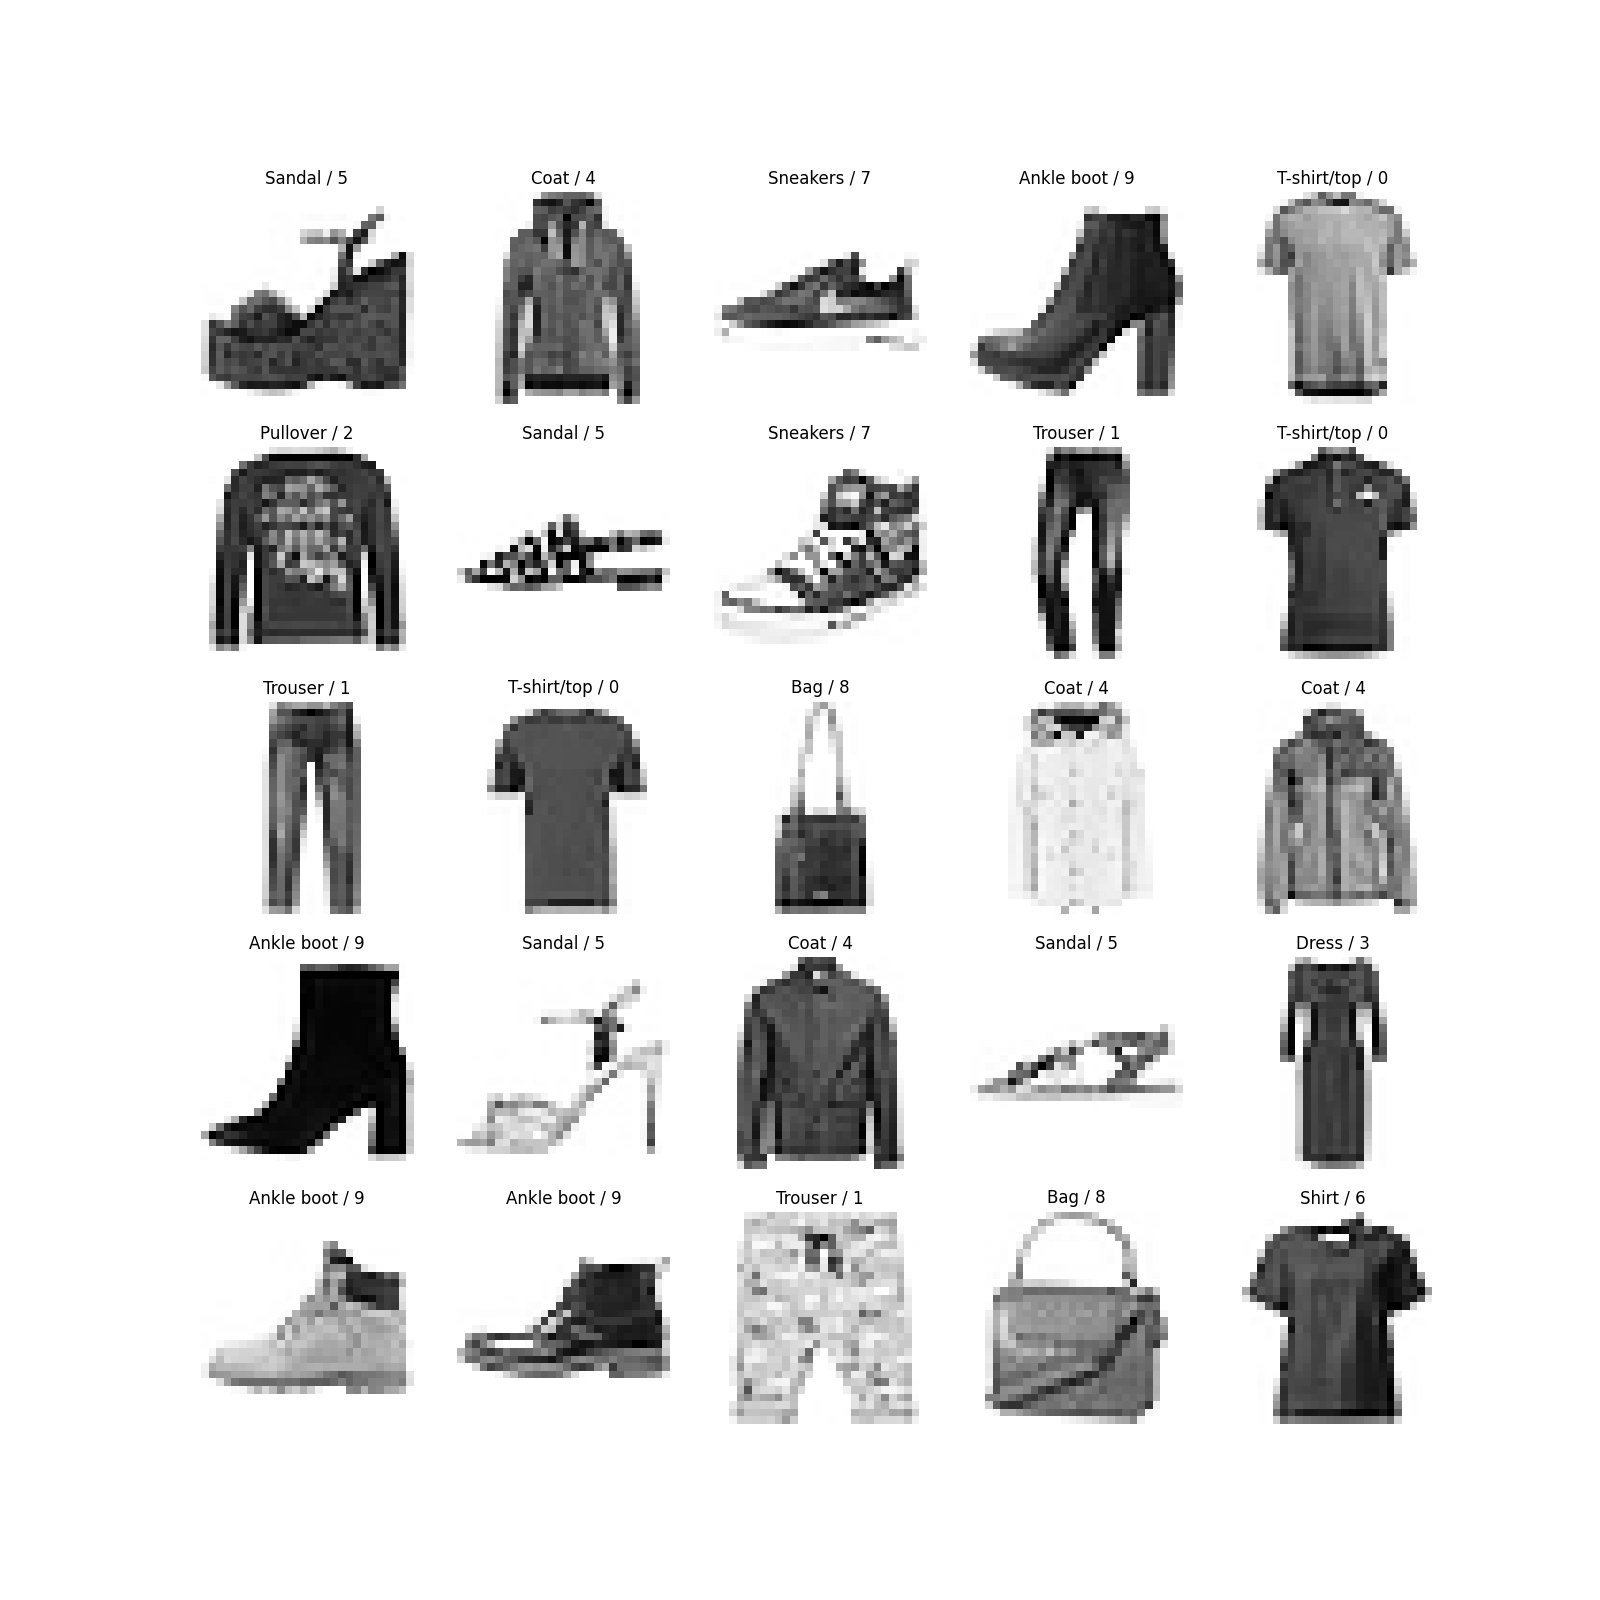 Sandal / 5
Coat / 4
Sneakers / 7
Ankle boot / 9
T-shirt/top / 0
Pullover / 2
Sandal / 5
Sneakers / 7
Trouser / 1
T-shirt/top / 0
Trouser / 1
T-shirt/top / 0
Bag / 8
Coat / 4
Coat / 4
Ankle boot / 9
Sandal / 5
Coat / 4
Sandal / 5
Dress / 3
Ankle boot / 9
Ankle boot / 9
Trouser / 1
Bag / 8
Shirt / 6